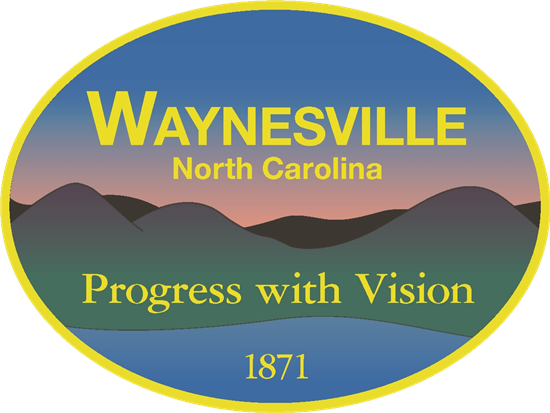 WAYNESVILLE
North Carolina
Progress with Vision
1871